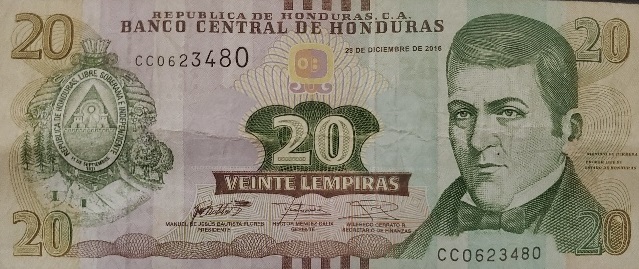 REPUBLICA DE HONDURAS, C.A.
BANCO CENTRAL DE HONDURAS
20
20
CC0623480
29 DE DICIEMBRE DE 2016
REPUBLICA DE HONDURAS, LIBRE, SOBERANA E INDEPENDIENTE
15 DE SEPTIEMBRE 1821
20
VEINTE LEMPIRAS
MANUEL DE JESUS BAUTISTA FLORES
PRESIDENTE
GERENTE
WILFREDO CERRATO R.
SECRETARIO DE FINANZAS
20
20
CC0623480